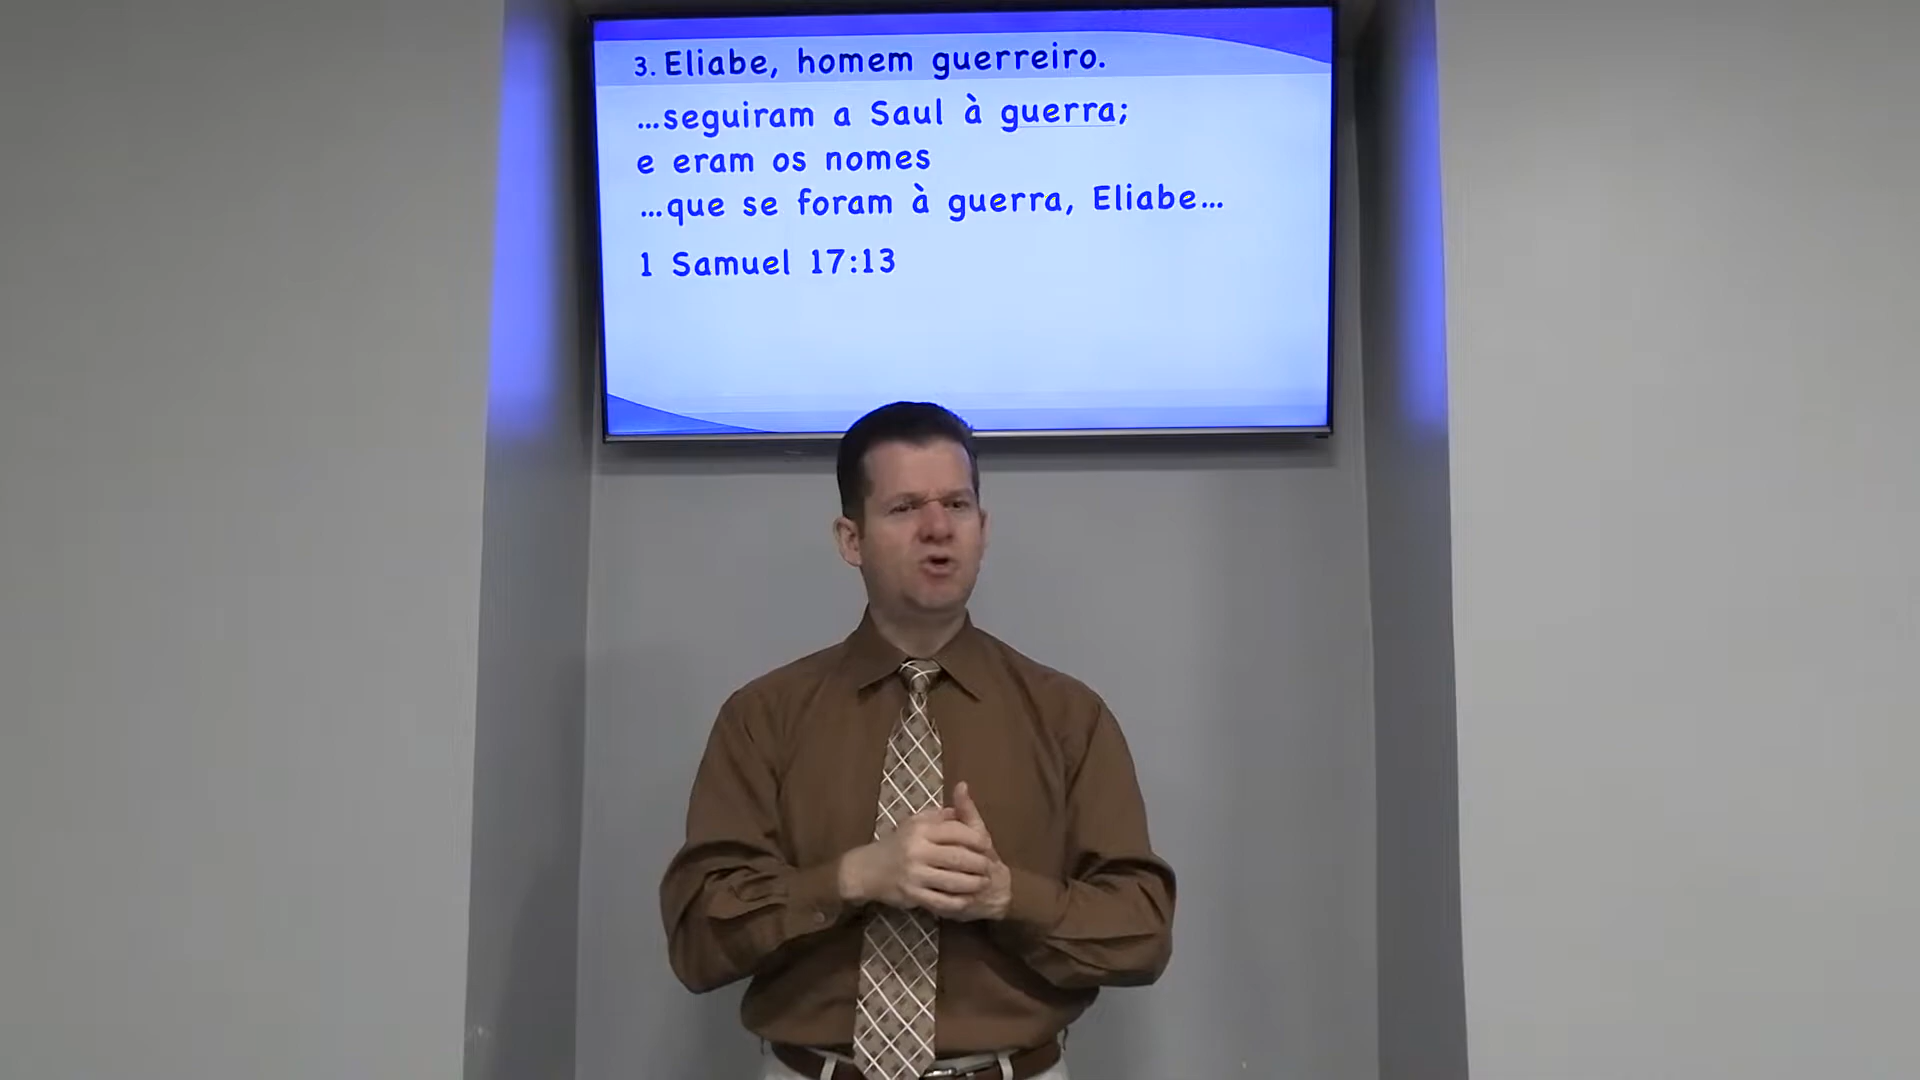 3. Eliabe, homem guerreiro.
...seguiram a Saul à guerra;
e eram os nomes
...que se foram à guerra, Eliabe...
1 Samuel 17:13